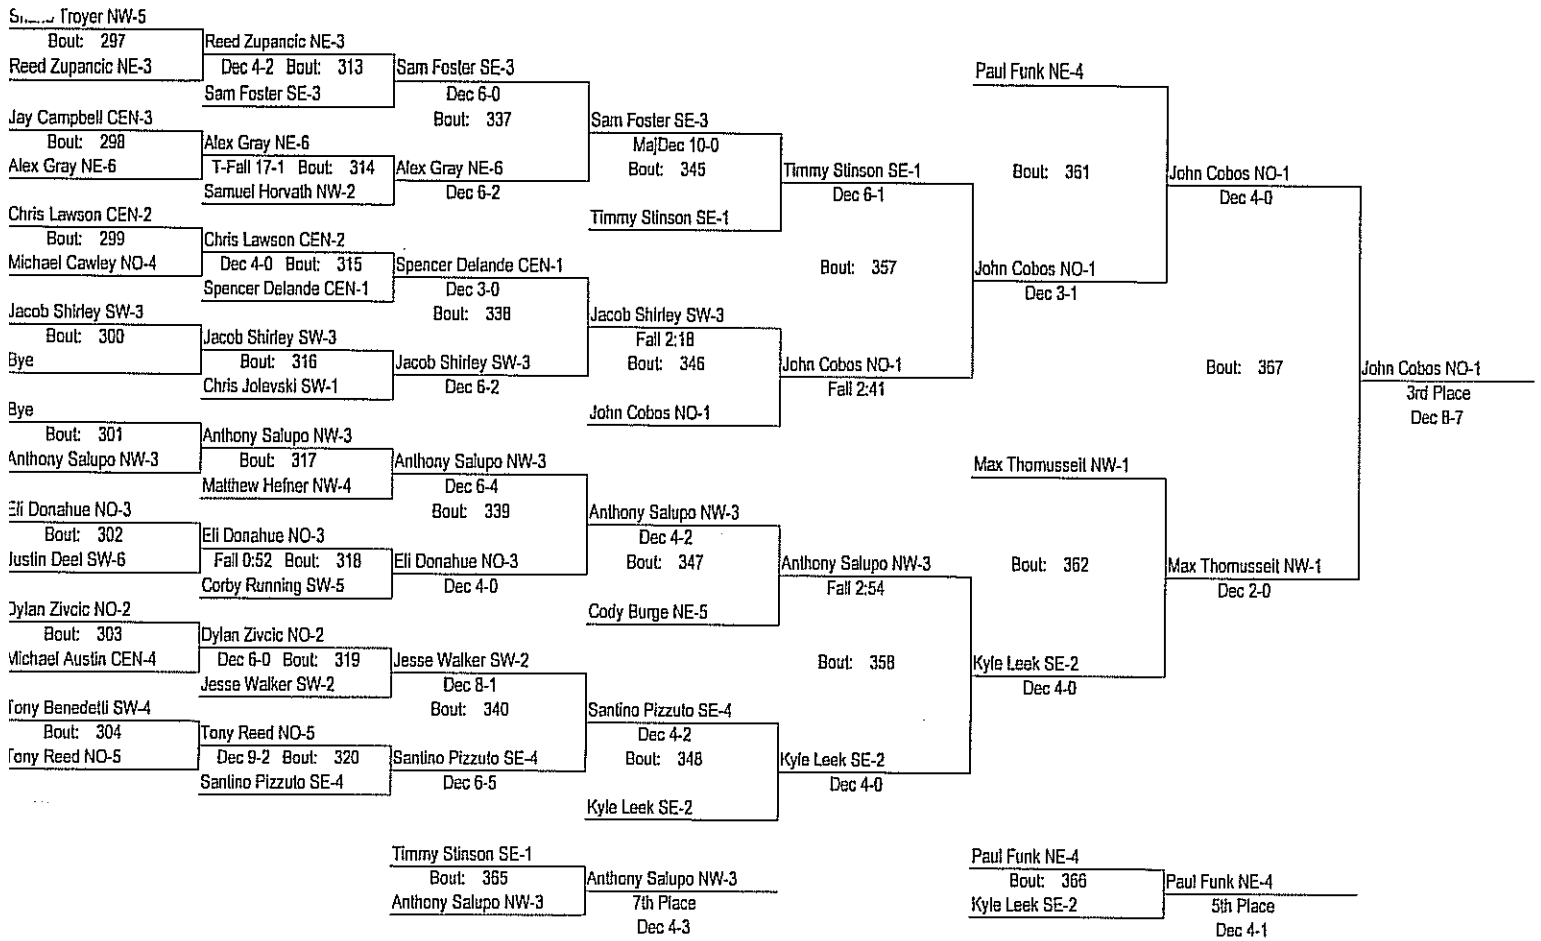 Troyer NW-5
Bout: 297
Reed Zupancic NE-3
Jay Campbell CEN-3
Bout: 298
Alex Gray NE-6
Chris Lawson CEN-2
Bout: 299
Michael Cawley NO-4
Jacob Shirley SW-3
Bout: 300
Bye
Bye
Bout: 301
Anthony Salupo NW-3
Eli Donahue NO-3
Bout: 302
Justin Deel SW-6
Dylan Zivcic NO-2
Bout: 303
Michael Austin CEN-4
Tony Benedetti SW-4
Bout: 304
Tony Reed NO-5
Reed Zupancic NE-3
Dec 4-2 Bout: 313
Sam Foster SE-3
Alex Gray NE-6
T-Fall 17-1 Bout: 314
Samuel Horvath NW-2
Chris Lawson CEN-2
Dec 4-0 Bout: 315
Spencer Delande CEN-1
Jacob Shirley SW-3
Bout: 316
Chris Jolevski SW-1
Anthony Salupo NW-3
Bout: 317
Matthew Hefner NW-4
Eli Donahue NO-3
Fall 0:52 Bout: 318
Corby Running SW-5
Dylan Zivcic NO-2
Dec 6-0 Bout: 319
Jesse Walker SW-2
Tony Reed NO-5
Dec 9-2 Bout: 320
Santino Pizzuto SE-4
Sam Foster SE-3
Dec 6-0
Bout: 337
Alex Gray NE-6
Dec 6-2
Spencer Delande CEN-1
Dec 3-0
Bout: 338
Jacob Shirley SW-3
Dec 6-2
Anthony Salupo NW-3
Dec 6-4
Bout: 339
Eli Donahue NO-3
Dec 4-0
Jesse Walker SW-2
Dec 8-1
Bout: 340
Santino Pizzuto SE-4
Dec 6-5
Sam Foster SE-3
MajDec 10-0
Bout: 345
Timmy Stinson SE-1
Jacob Shirley SW-3
Fall 2:18
Bout: 346
John Cobos NO-1
Anthony Salupo NW-3
Dec 4-2
Bout: 347
Cody Burge NE-5
Santino Pizzuto SE-4
Dec 4-2
Bout: 348
Kyle Leek SE-2
Timmy Stinson SE-1
Dec 6-1
Bout: 357
John Cobos NO-1
Fall 2:41
Anthony Salupo NW-3
Fall 2:54
Bout: 358
Kyle Leek SE-2
Dec 4-0
Paul Funk NE-4
Bout: 361
John Cobos NO-1
Dec 3-1
Max Thomusseit NW-1
Bout: 362
Kyle Leek SE-2
Dec 4-0
John Cobos NO-1
Dec 4-0
Bout: 367
Max Thomusseit NW-1
Dec 2-0
John Cobos NO-1
3rd Place
Dec 8-7
Timmy Stinson SE-1
Bout: 365
Anthony Salupo NW-3
Anthony Salupo NW-3
7th Place
Dec 4-3
Paul Funk NE-4
Bout: 366
Kyle Leek SE-2
Paul Funk NE-4
5th Place
Dec 4-1